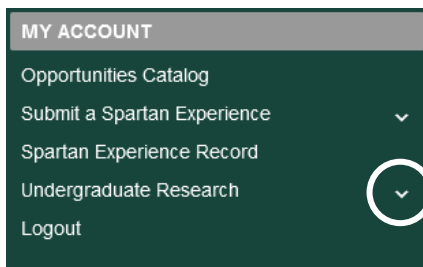 MY ACCOUNT
Opportunities Catalog
Submit a Spartan Experience
Spartan Experience Record
Undergraduate Research
Logout